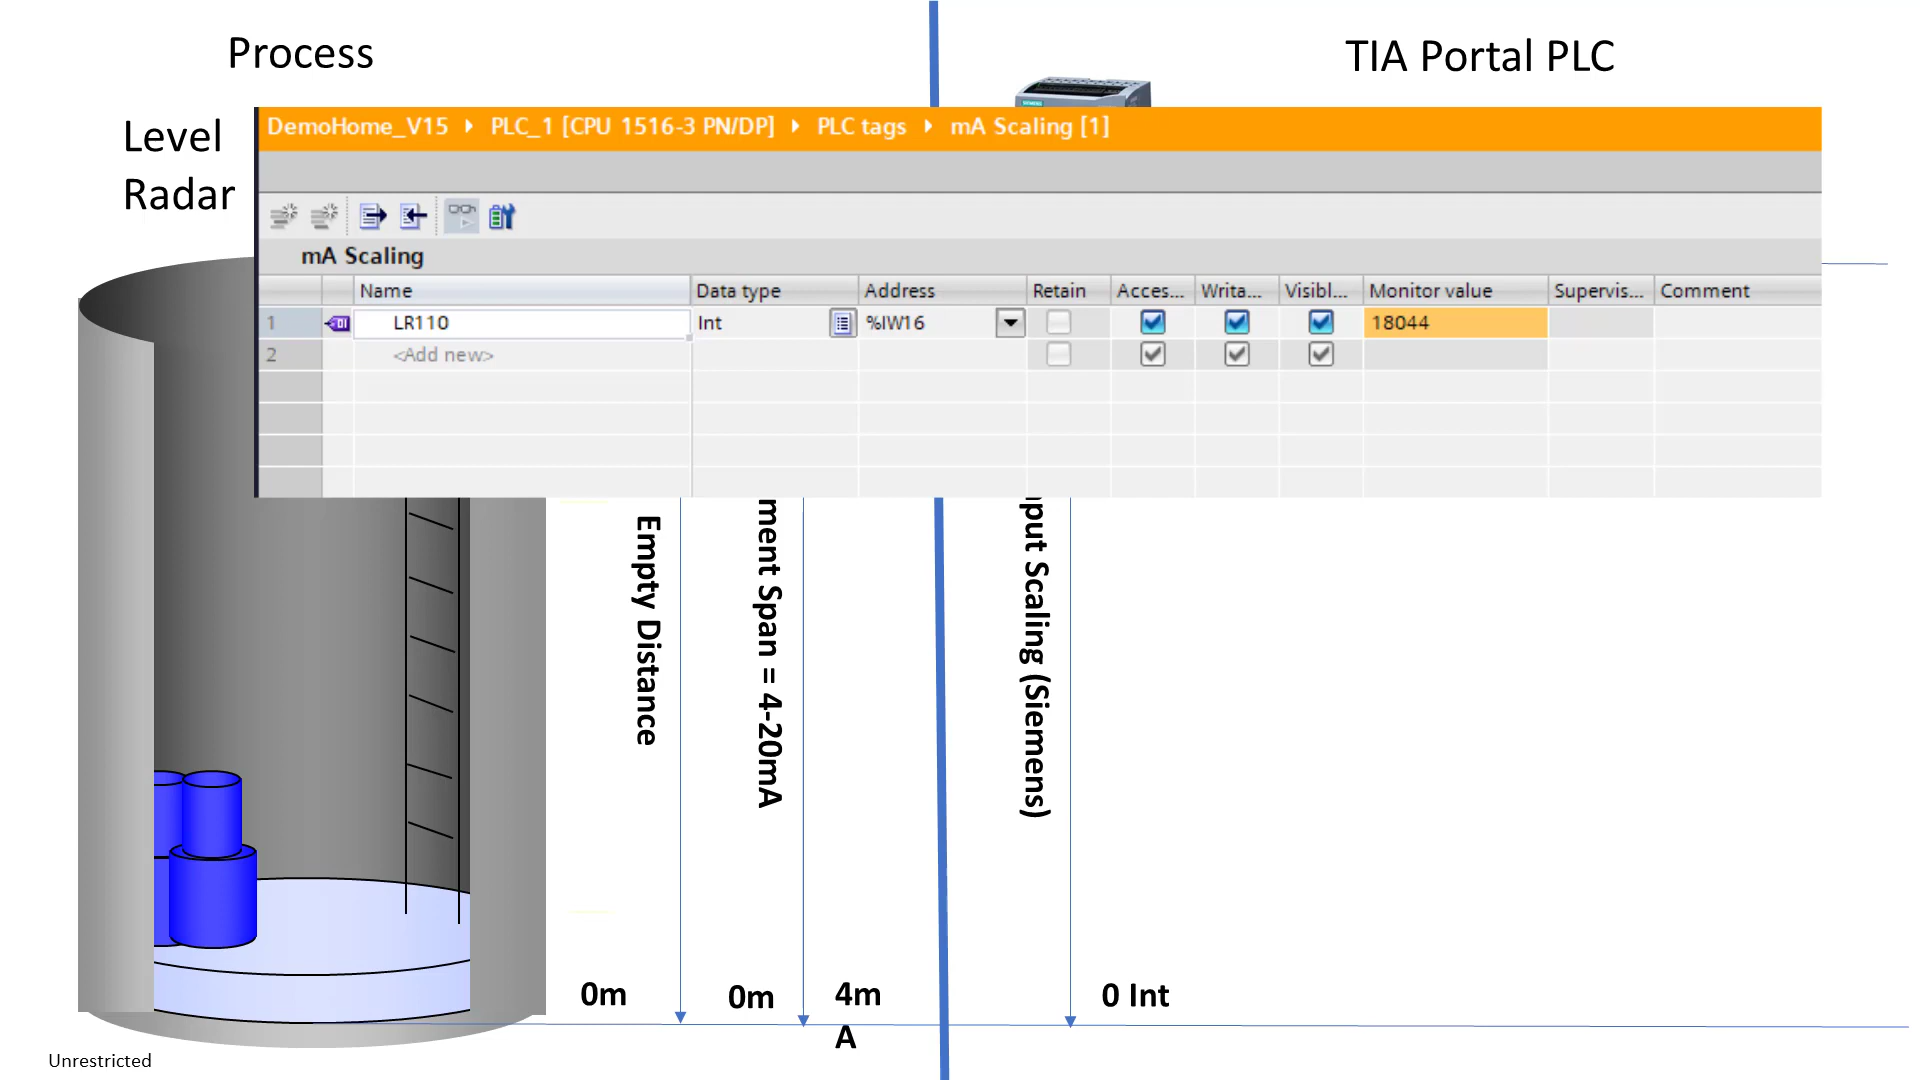 Process
TIA Portal PLC
Level
Radar
SIEMENS
DemoHome_V15 PLC_1 [CPU 1516-3 PN/DP] PLC tags mA Scaling [1]
mA Scaling
Name Data type Address Retain Acces... Writa... Visibl... Monitor value Supervis... Comment
1 LR110 Int %IW16 18044
2 <Add new>
Empty Distance
ment Span = 4-20mA
put Scaling (Siemens)
0m
0m
4m
A
0 Int
Unrestricted